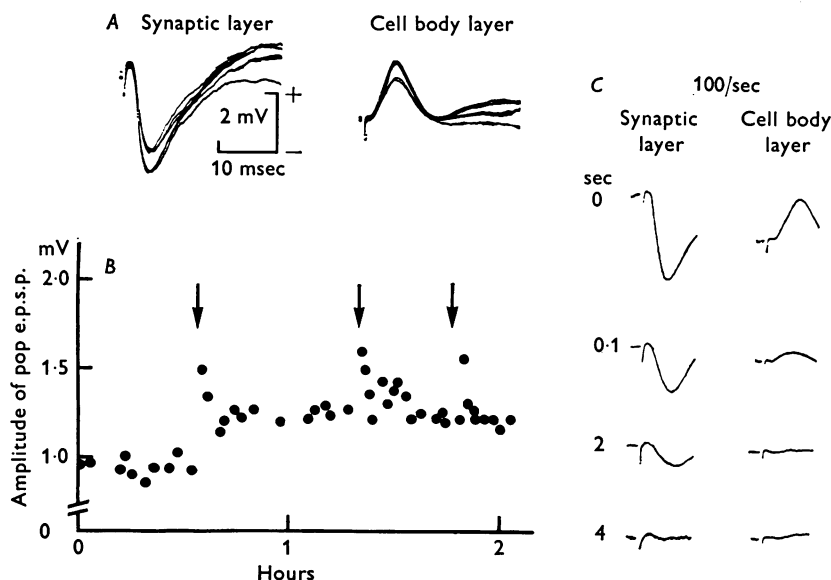 A Synaptic layer Cell body layer
+
2 mV
−
10 msec
C 100/sec
Synaptic layer Cell body layer
sec
0
0·1
2
4
B
mV
2·0
1·5
1·0
0
Amplitude of pop e.p.s.p.
0 1 2
Hours